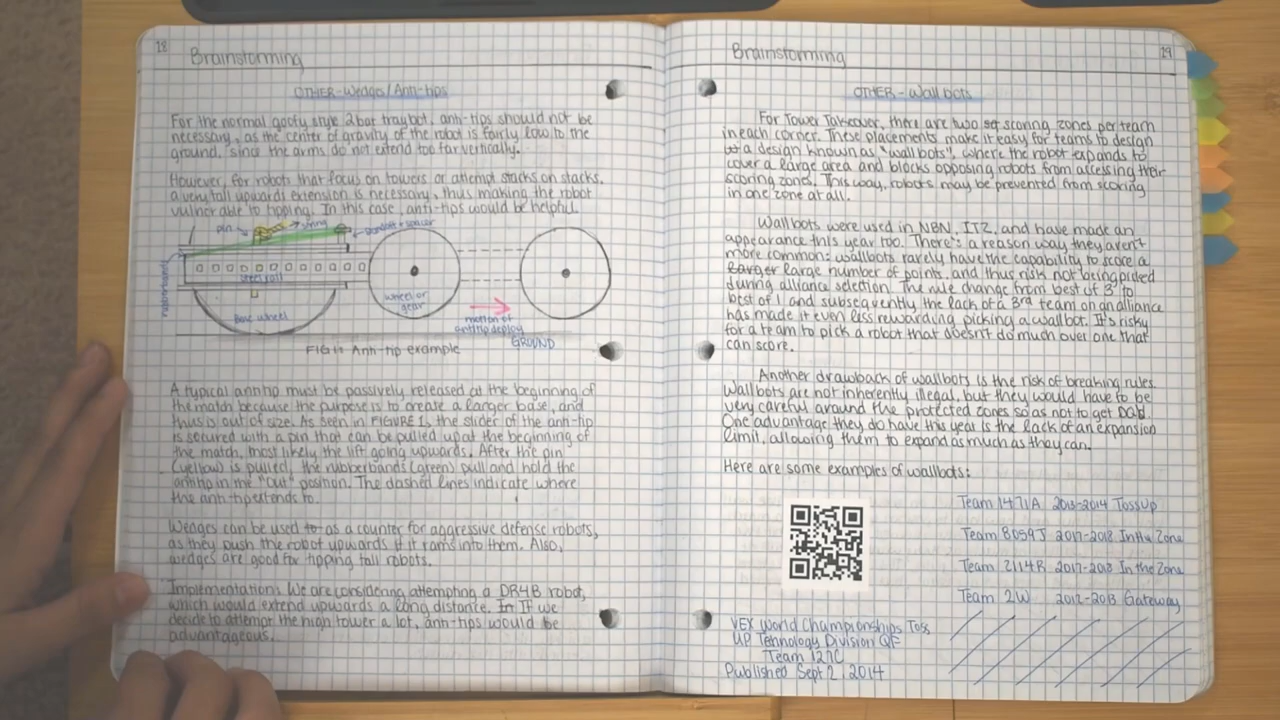 18
Brainstorming
OTHER-Wedges/Anti-tips
For the normal goofy style 2bar traybot, anti-tips should not be
necessary, as the center of gravity of the robot is fairly low to the
ground, since the arms do not extend too far vertically.
However, for robots that focus on towers or attempt stacks on stacks,
a very tall upwards extension is necessary, thus making the robot
vulnerable to tipping. In this case, anti-tips would be helpful.
pin
string
standoff + spacer
rubberband
steel rail
Base wheel
wheel or
gear
motion of
antitip deploy
GROUND
FIG 1: Anti-tip example
A typical antitip must be passively released at the beginning of
the match because the purpose is to create a larger base, and
thus is out of size. As seen in FIGURE 1, the slider of the anti-tip
is secured with a pin that can be pulled up at the beginning of
the match, most likely the lift going upwards. After the pin
(yellow) is pulled, the rubberbands (green) pull and hold the
antitip in the "out" position. The dashed lines indicate where
the anti-tip extends to.
Wedges can be used to as a counter for aggressive defense robots,
as they push the robot upwards if it rams into them. Also,
wedges are good for tipping tall robots.
Implementation: We are considering attempting a DR4B robot,
which would extend upwards a long distance. In If we
decide to attempt the high tower a lot, anti-tips would be
advantageous.
19
Brainstorming
OTHER-Wallbots
For Tower Takeover, there are two scoring zones per team
in each corner. These placements make it easy for teams to design
a design known as "wallbots", where the robot expands to
cover a large area and blocks opposing robots from accessing their
scoring zones. This way, robots may be prevented from scoring
in one zone at all.
Wallbots were used in NBN, ITZ, and have made an
appearance this year too. There's a reason way they aren't
more common: wallbots rarely have the capability to score a
larger large number of points, and thus risk not being picked
during alliance selection. The rule change from best of 3 to
best of 1 and subsequently the lack of a 3rd team on an alliance
has made it even less rewarding picking a wallbot. It's risky
for a team to pick a robot that doesn't do much over one that
can score.
Another drawback of wallbots is the risk of breaking rules.
Wallbots are not inherently illegal, but they would have to be
very careful around the protected zones so as not to get DQ'd.
One advantage they do have this year is the lack of an expansion
limit, allowing them to expand as much as they can.
Here are some examples of wallbots:
Team 1471A 2013-2014 Toss Up
Team 8059J 2017-2018 In the Zone
Team 2114R 2017-2018 In the Zone
Team 2W 2012-2013 Gateway
VEX World Championships Toss
UP Tehnology Division QF
Team 127C
Published Sept 2, 2014